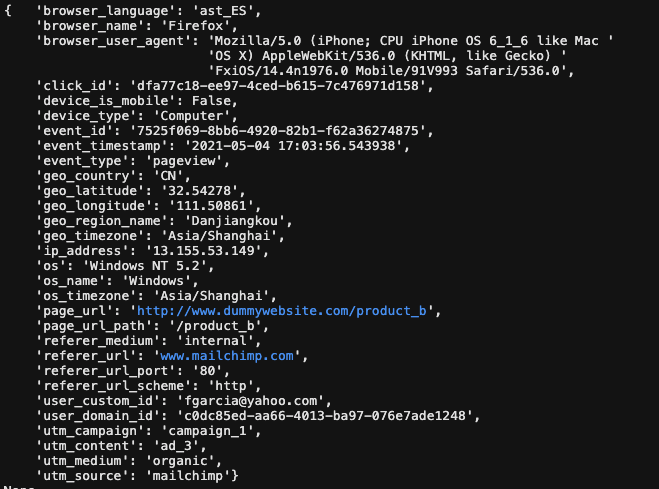 {   'browser_language': 'ast_ES',
    'browser_name': 'Firefox',
    'browser_user_agent': 'Mozilla/5.0 (iPhone; CPU iPhone OS 6_1_6 like Mac '
                          'OS X) AppleWebKit/536.0 (KHTML, like Gecko) '
                          'FxiOS/14.4n1976.0 Mobile/91V993 Safari/536.0',
    'click_id': 'dfa77c18-ee97-4ced-b615-7c476971d158',
    'device_is_mobile': False,
    'device_type': 'Computer',
    'event_id': '7525f069-8bb6-4920-82b1-f62a36274875',
    'event_timestamp': '2021-05-04 17:03:56.543938',
    'event_type': 'pageview',
    'geo_country': 'CN',
    'geo_latitude': '32.54278',
    'geo_longitude': '111.50861',
    'geo_region_name': 'Danjiangkou',
    'geo_timezone': 'Asia/Shanghai',
    'ip_address': '13.155.53.149',
    'os': 'Windows NT 5.2',
    'os_name': 'Windows',
    'os_timezone': 'Asia/Shanghai',
    'page_url': 'http://www.dummywebsite.com/product_b',
    'page_url_path': '/product_b',
    'referer_medium': 'internal',
    'referer_url': 'www.mailchimp.com',
    'referer_url_port': '80',
    'referer_url_scheme': 'http',
    'user_custom_id': 'fgarcia@yahoo.com',
    'user_domain_id': 'c0dc85ed-aa66-4013-ba97-076e7ade1248',
    'utm_campaign': 'campaign_1',
    'utm_content': 'ad_3',
    'utm_medium': 'organic',
    'utm_source': 'mailchimp'}